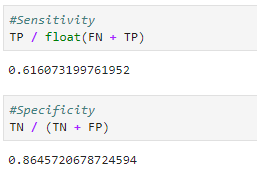 #Sensitivity
TP / float(FN + TP)
0.616073199761952
#Specificity
TN / (TN + FP)
0.8645720678724594